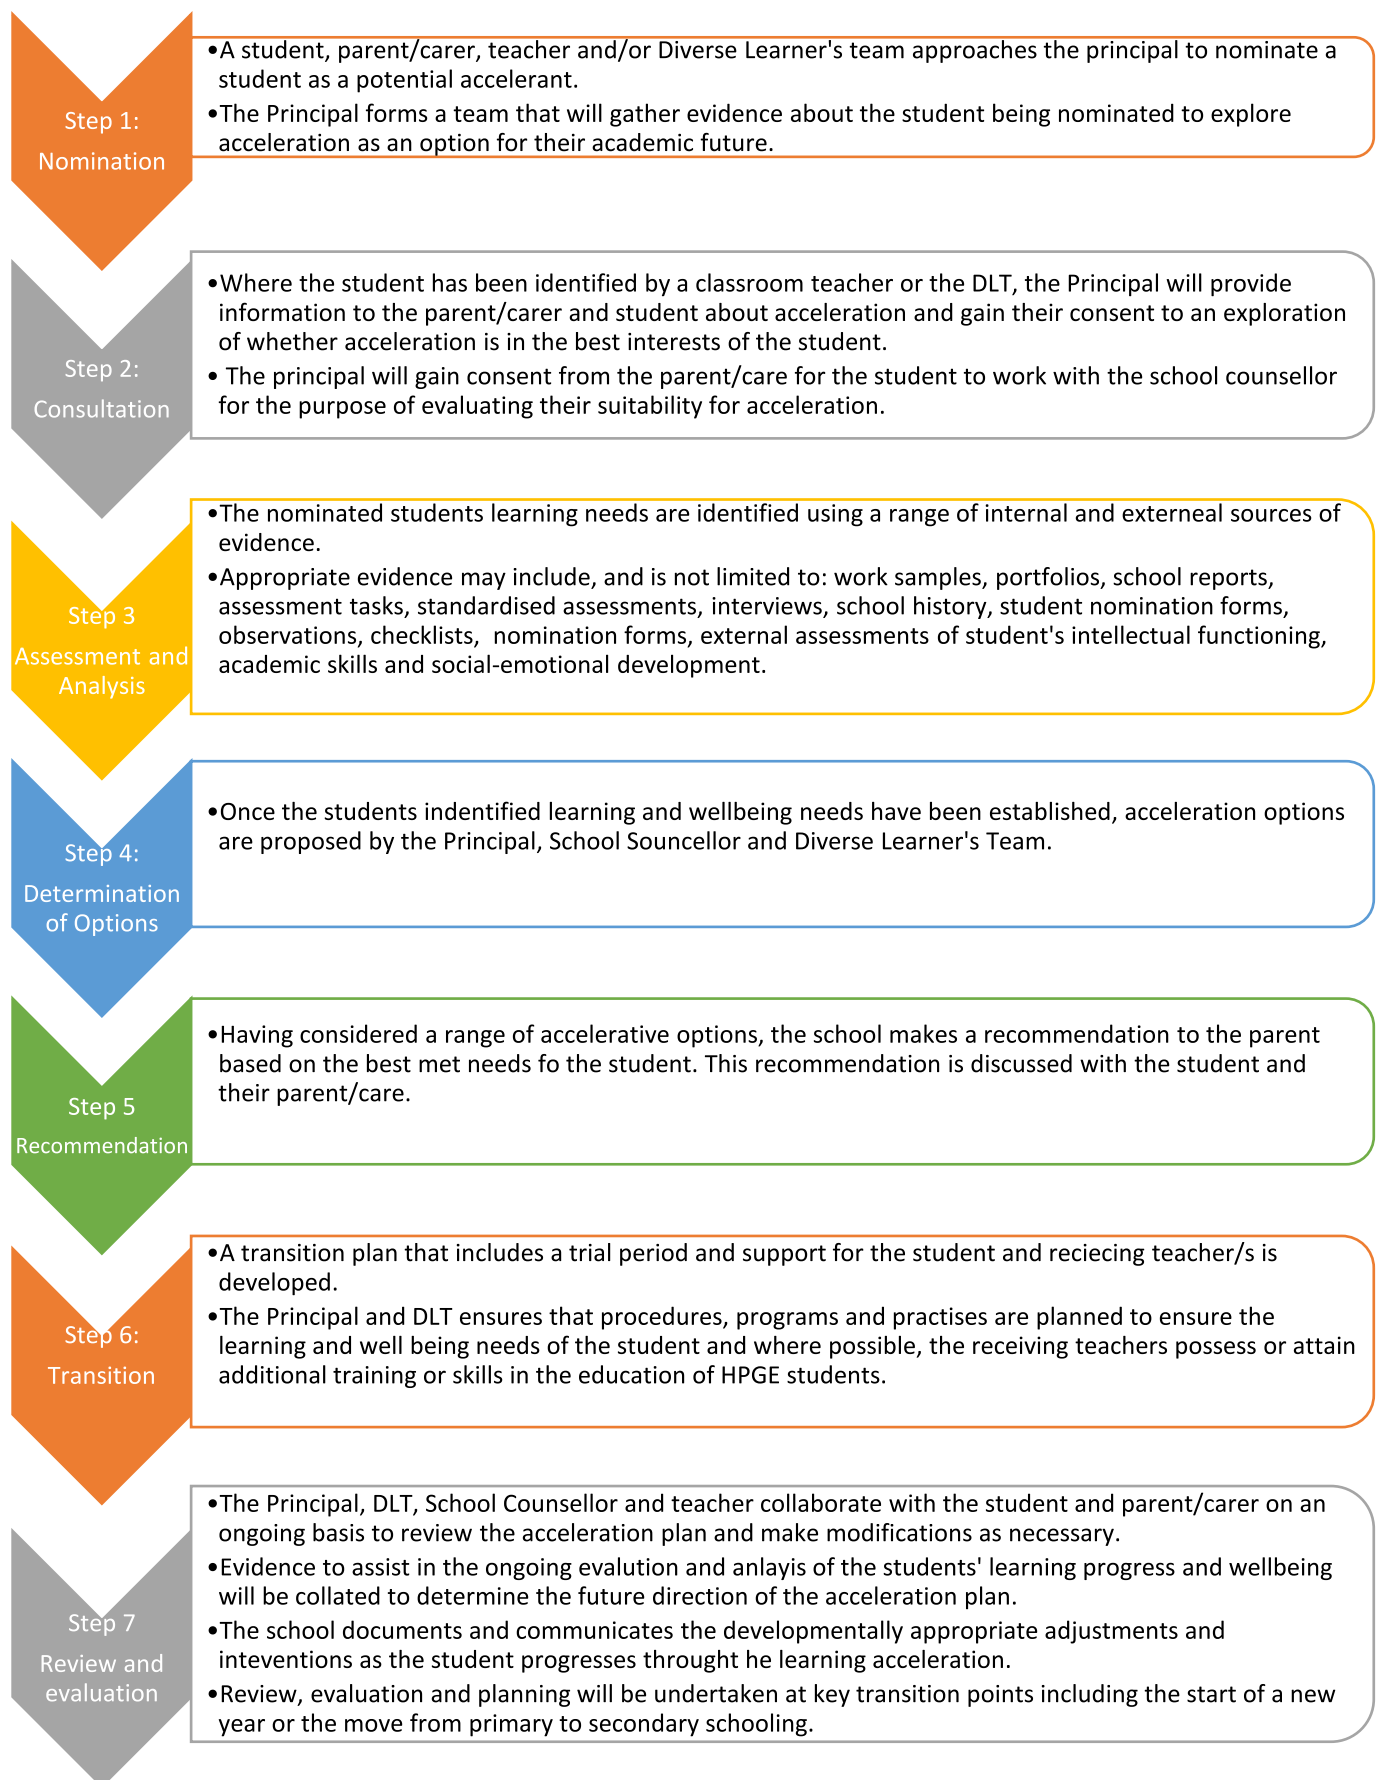 Step 1:
Nomination
•A student, parent/carer, teacher and/or Diverse Learner's team approaches the principal to nominate a
student as a potential accelerant.
•The Principal forms a team that will gather evidence about the student being nominated to explore
acceleration as an option for their academic future.
Step 2:
Consultation
•Where the student has been identified by a classroom teacher or the DLT, the Principal will provide
information to the parent/carer and student about acceleration and gain their consent to an exploration
of whether acceleration is in the best interests of the student.
• The principal will gain consent from the parent/care for the student to work with the school counsellor
for the purpose of evaluating their suitability for acceleration.
Step 3
Assessment and
Analysis
•The nominated students learning needs are identified using a range of internal and externeal sources of
evidence.
•Appropriate evidence may include, and is not limited to: work samples, portfolios, school reports,
assessment tasks, standardised assessments, interviews, school history, student nomination forms,
observations, checklists,  nomination forms, external assessments of student's intellectual functioning,
academic skills and social-emotional development.
Step 4:
Determination
of Options
•Once the students indentified learning and wellbeing needs have been established, acceleration options
are proposed by the Principal, School Souncellor and Diverse Learner's Team.
Step 5
Recommendation
•Having considered a range of accelerative options, the school makes a recommendation to the parent
based on the best met needs fo the student. This recommendation is discussed with the student and
their parent/care.
Step 6:
Transition
•A transition plan that includes a trial period and support for the student and reciecing teacher/s is
developed.
•The Principal and DLT ensures that procedures, programs and practises are planned to ensure the
learning and well being needs of the student and where possible, the receiving teachers possess or attain
additional training or skills in the education of HPGE students.
Step 7
Review and
evaluation
•The Principal, DLT, School Counsellor and teacher collaborate with the student and parent/carer on an
ongoing basis to review the acceleration plan and make modifications as necessary.
•Evidence to assist in the ongoing evalution and anlayis of the students' learning progress and wellbeing
will be collated to determine the future direction of the acceleration plan.
•The school documents and communicates the developmentally appropriate adjustments and
inteventions as the student progresses throught he learning acceleration.
•Review, evaluation and planning will be undertaken at key transition points including the start of a new
year or the move from primary to secondary schooling.